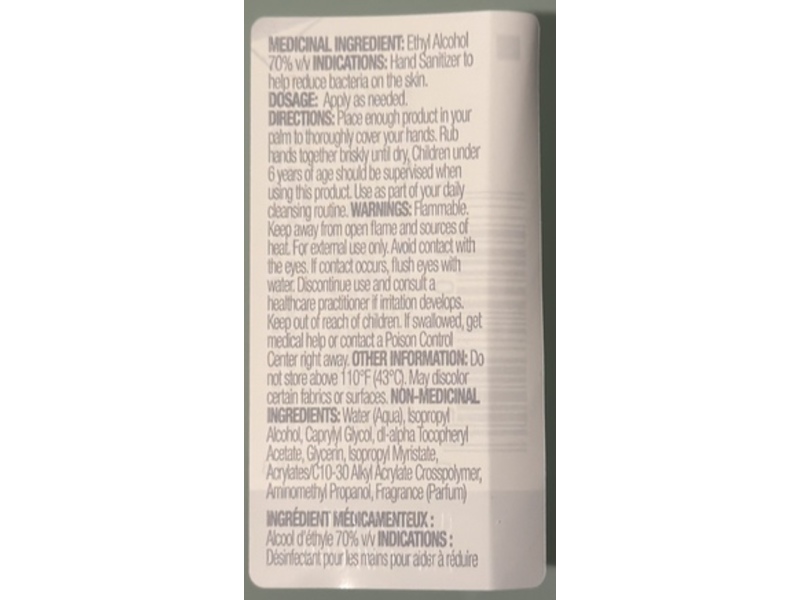 MEDICINAL INGREDIENT: Ethyl Alcohol
70% v/v INDICATIONS: Hand Sanitizer to
help reduce bacteria on the skin.
DOSAGE: Apply as needed.
DIRECTIONS: Place enough product in your
palm to thoroughly cover your hands. Rub
hands together briskly until dry, Children under
6 years of age should be supervised when
using this product. Use as part of your daily
cleansing routine. WARNINGS: Flammable.
Keep away from open flame and sources of
heat. For external use only. Avoid contact with
the eyes. If contact occurs, flush eyes with
water. Discontinue use and consult a
healthcare practitioner if irritation develops.
Keep out of reach of children. If swallowed, get
medical help or contact a Poison Control
Center right away. OTHER INFORMATION: Do
not store above 110°F (43°C). May discolor
certain fabrics or surfaces. NON-MEDICINAL
INGREDIENTS: Water (Aqua), Isopropyl
Alcohol, Caprylyl Glycol, dl-alpha Tocopheryl
Acetate, Glycerin, Isopropyl Myristate,
Acrylates/C10-30 Alkyl Acrylate Crosspolymer,
Aminomethyl Propanol, Fragrance (Parfum)
INGRÉDIENT MÉDICAMENTEUX :
Alcool d'éthyle 70% v/v INDICATIONS :
Désinfectant pour les mains pour aider à réduire